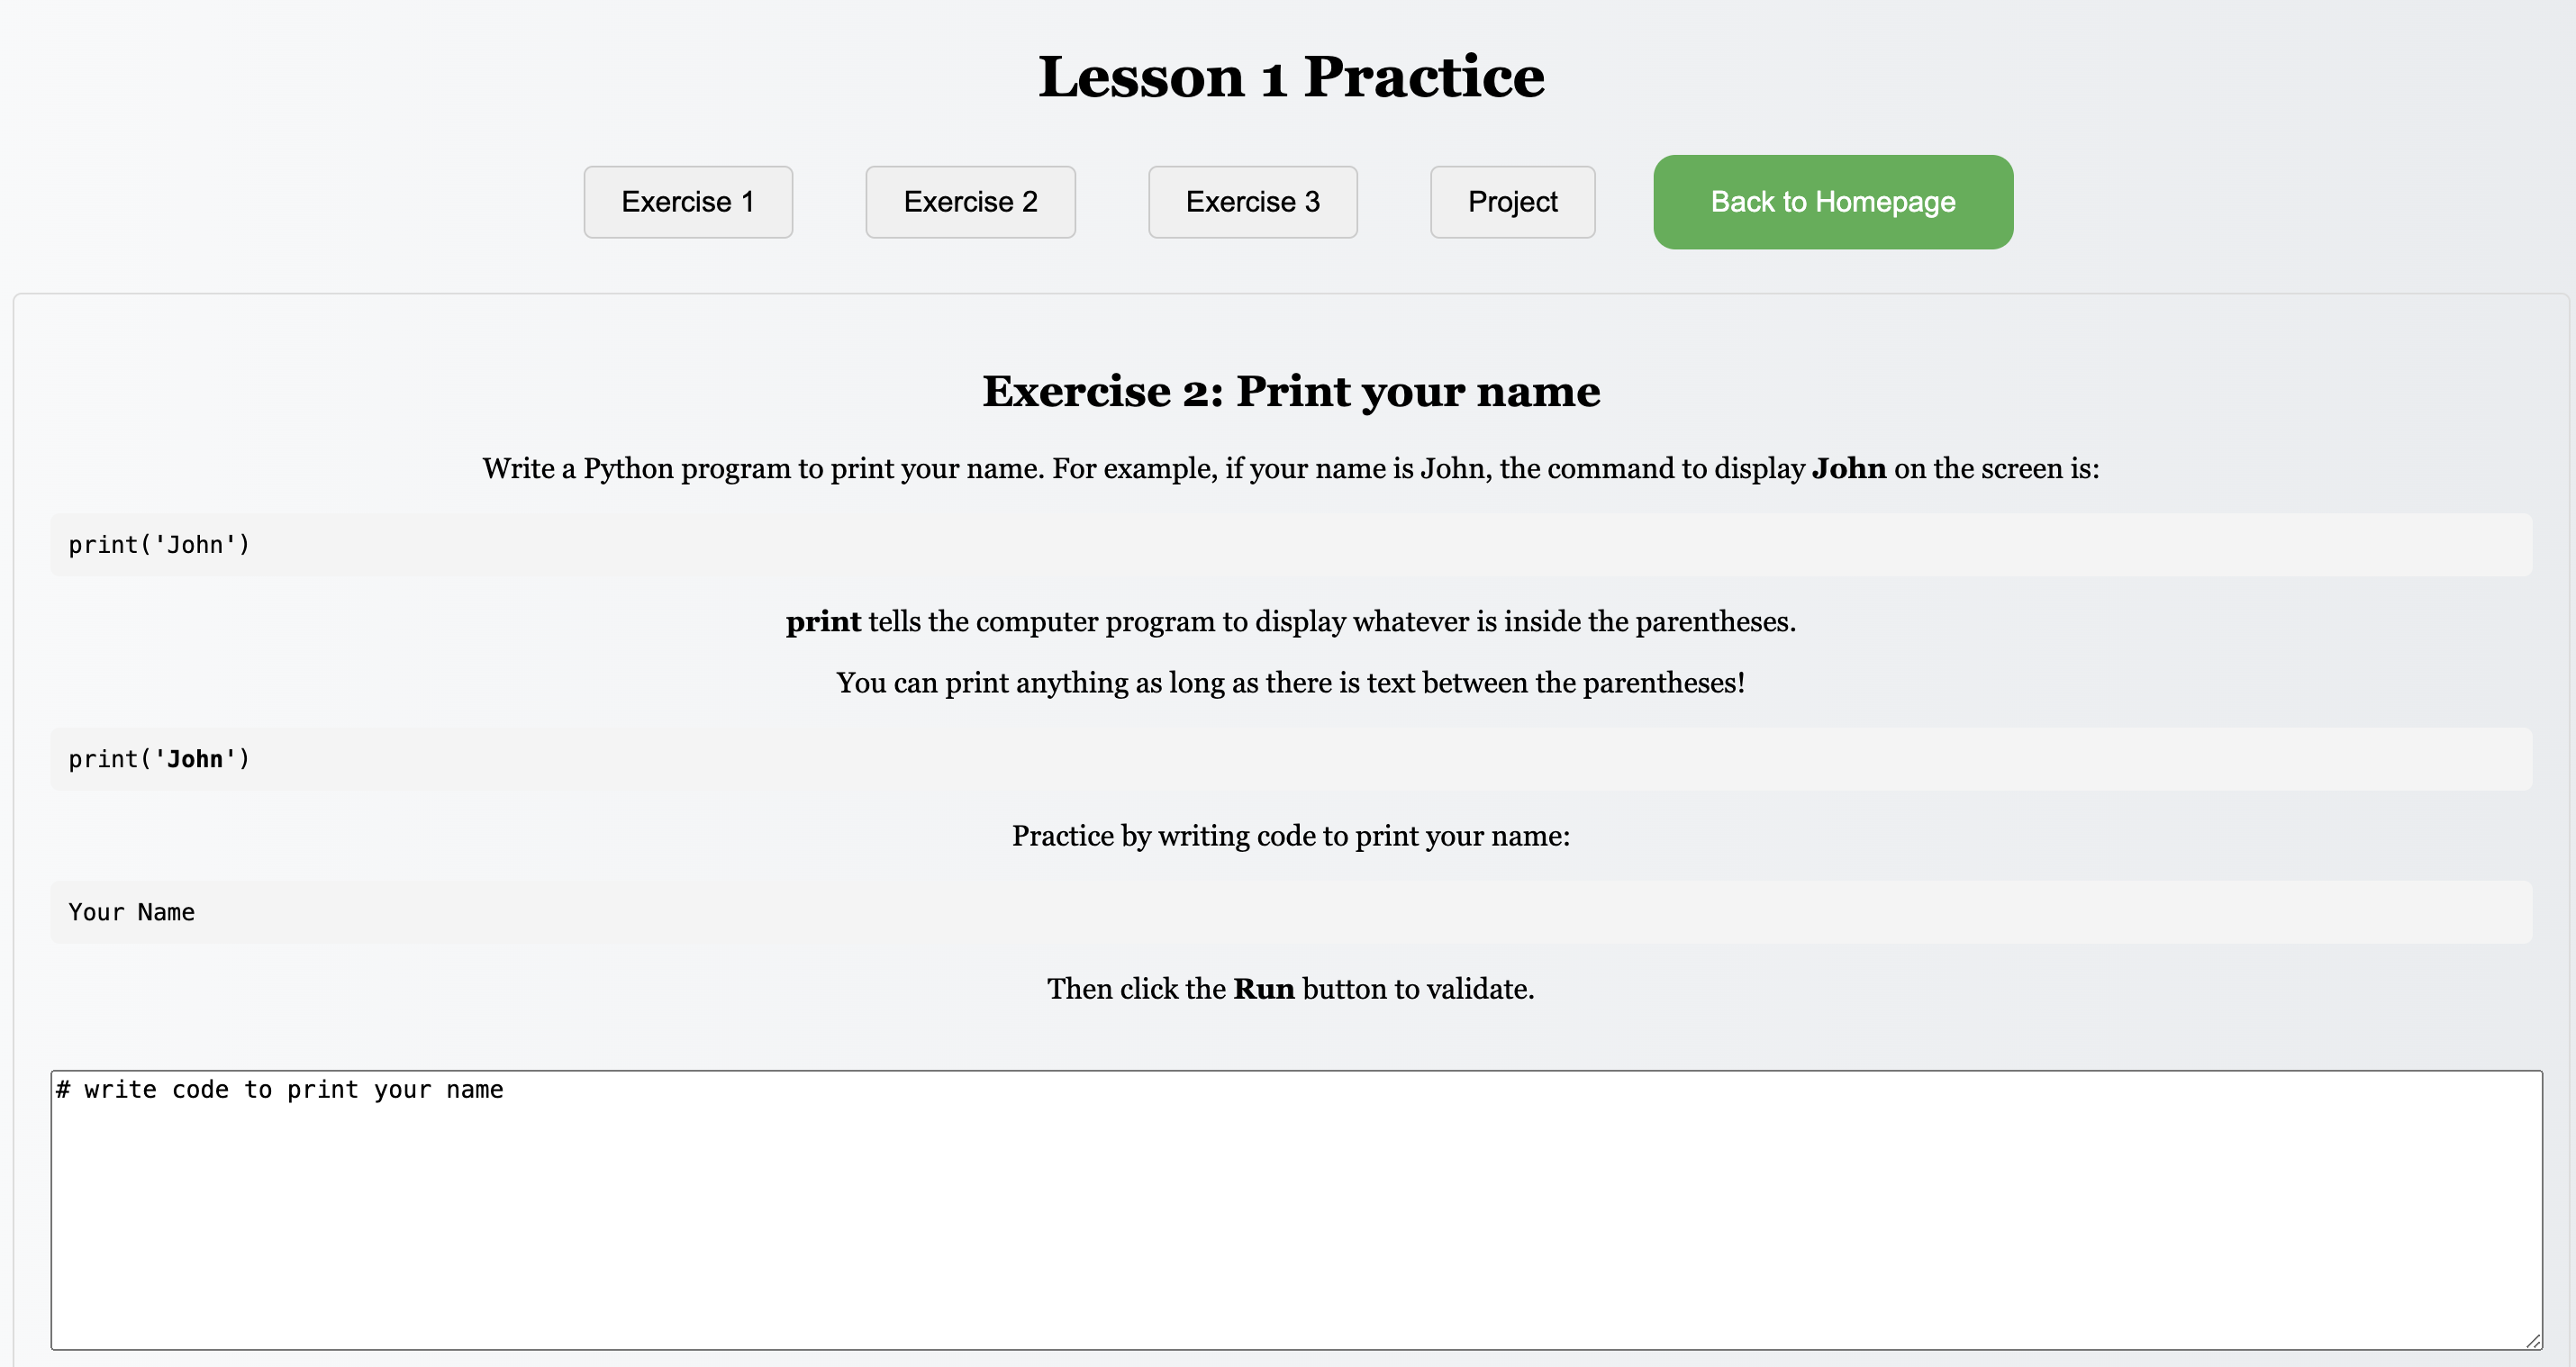 Lesson 1 Practice
Exercise 1
Exercise 2
Exercise 3
Project
Back to Homepage
Exercise 2: Print your name
Write a Python program to print your name. For example, if your name is John, the command to display John on the screen is:
print('John')
print tells the computer program to display whatever is inside the parentheses.
You can print anything as long as there is text between the parentheses!
print('John')
Practice by writing code to print your name:
Your Name
Then click the Run button to validate.
# write code to print your name